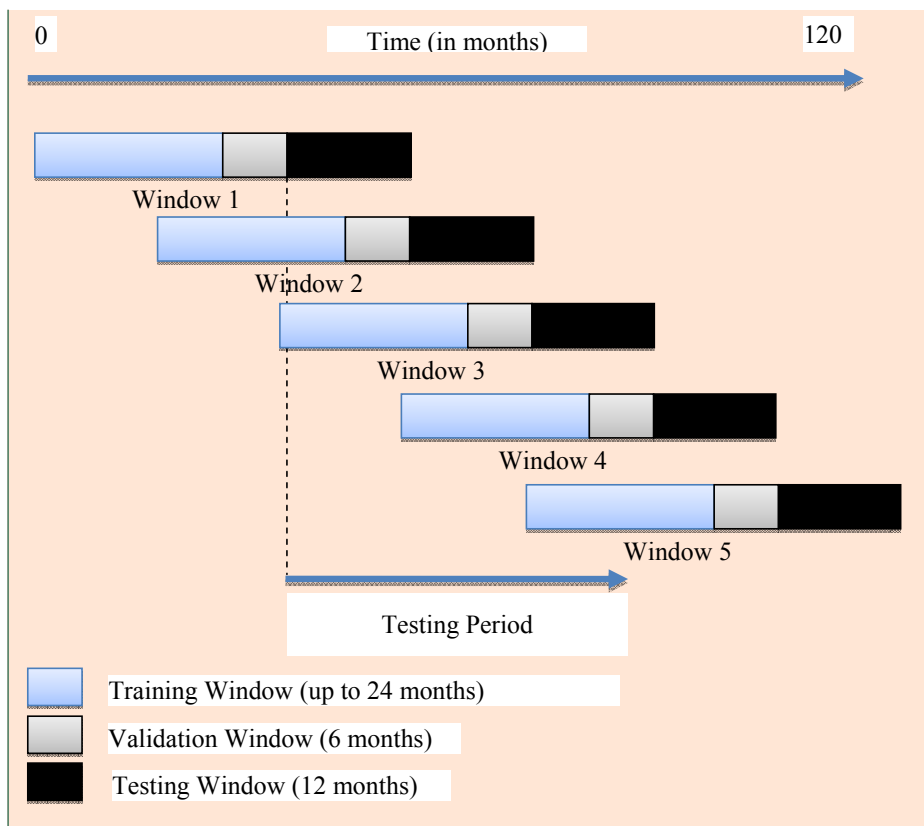 0
Time (in months)
120
Window 1
Window 2
Window 3
Window 4
Window 5
Testing Period
Training Window (up to 24 months)
Validation Window (6 months)
Testing Window (12 months)